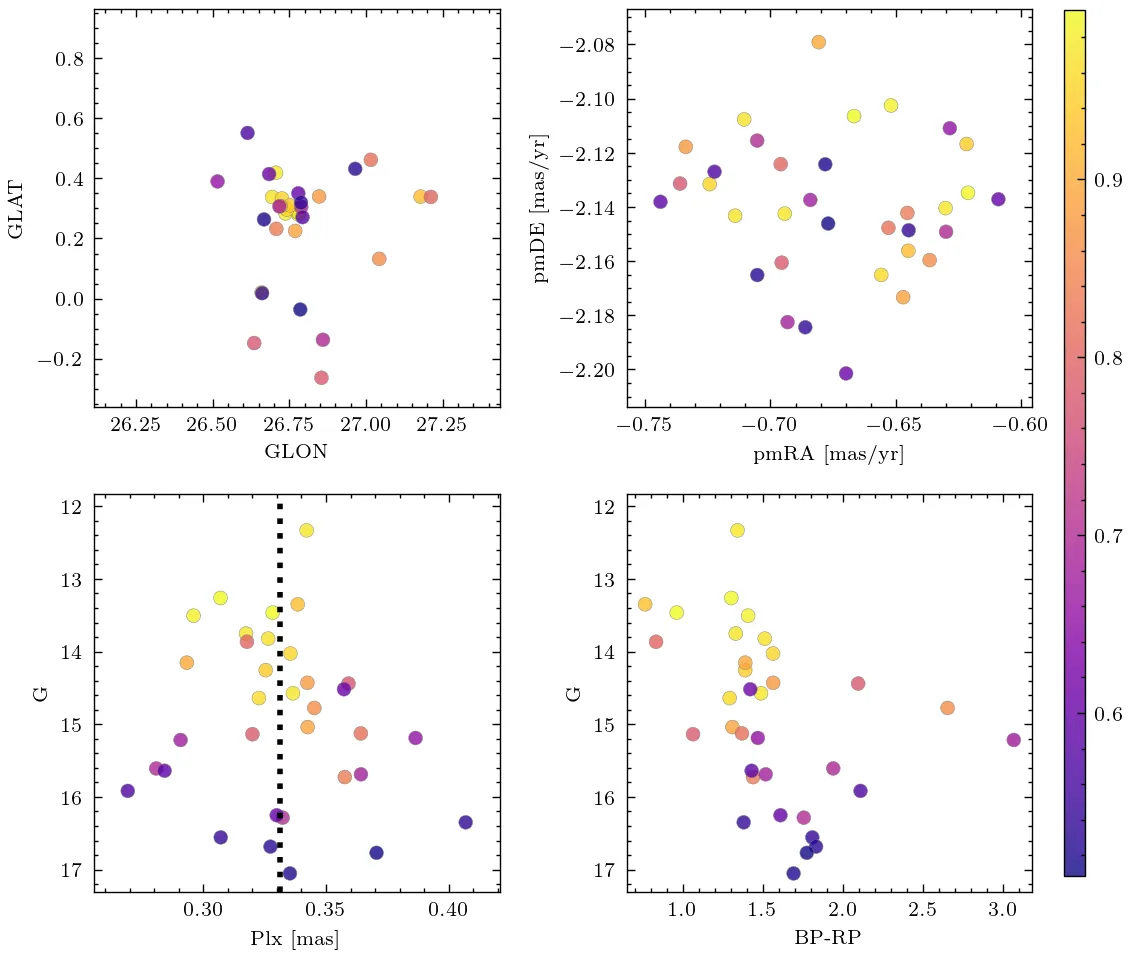 0.8
0.6
0.4
0.2
0.0
−0.2
GLAT
26.25 26.50 26.75 27.00 27.25
GLON
−2.08
−2.10
−2.12
−2.14
−2.16
−2.18
−2.20
pmDE [mas/yr]
−0.75 −0.70 −0.65 −0.60
pmRA [mas/yr]
0.9
0.8
0.7
0.6
12
13
14
15
16
17
G
0.30 0.35 0.40
Plx [mas]
12
13
14
15
16
17
G
1.0 1.5 2.0 2.5 3.0
BP-RP